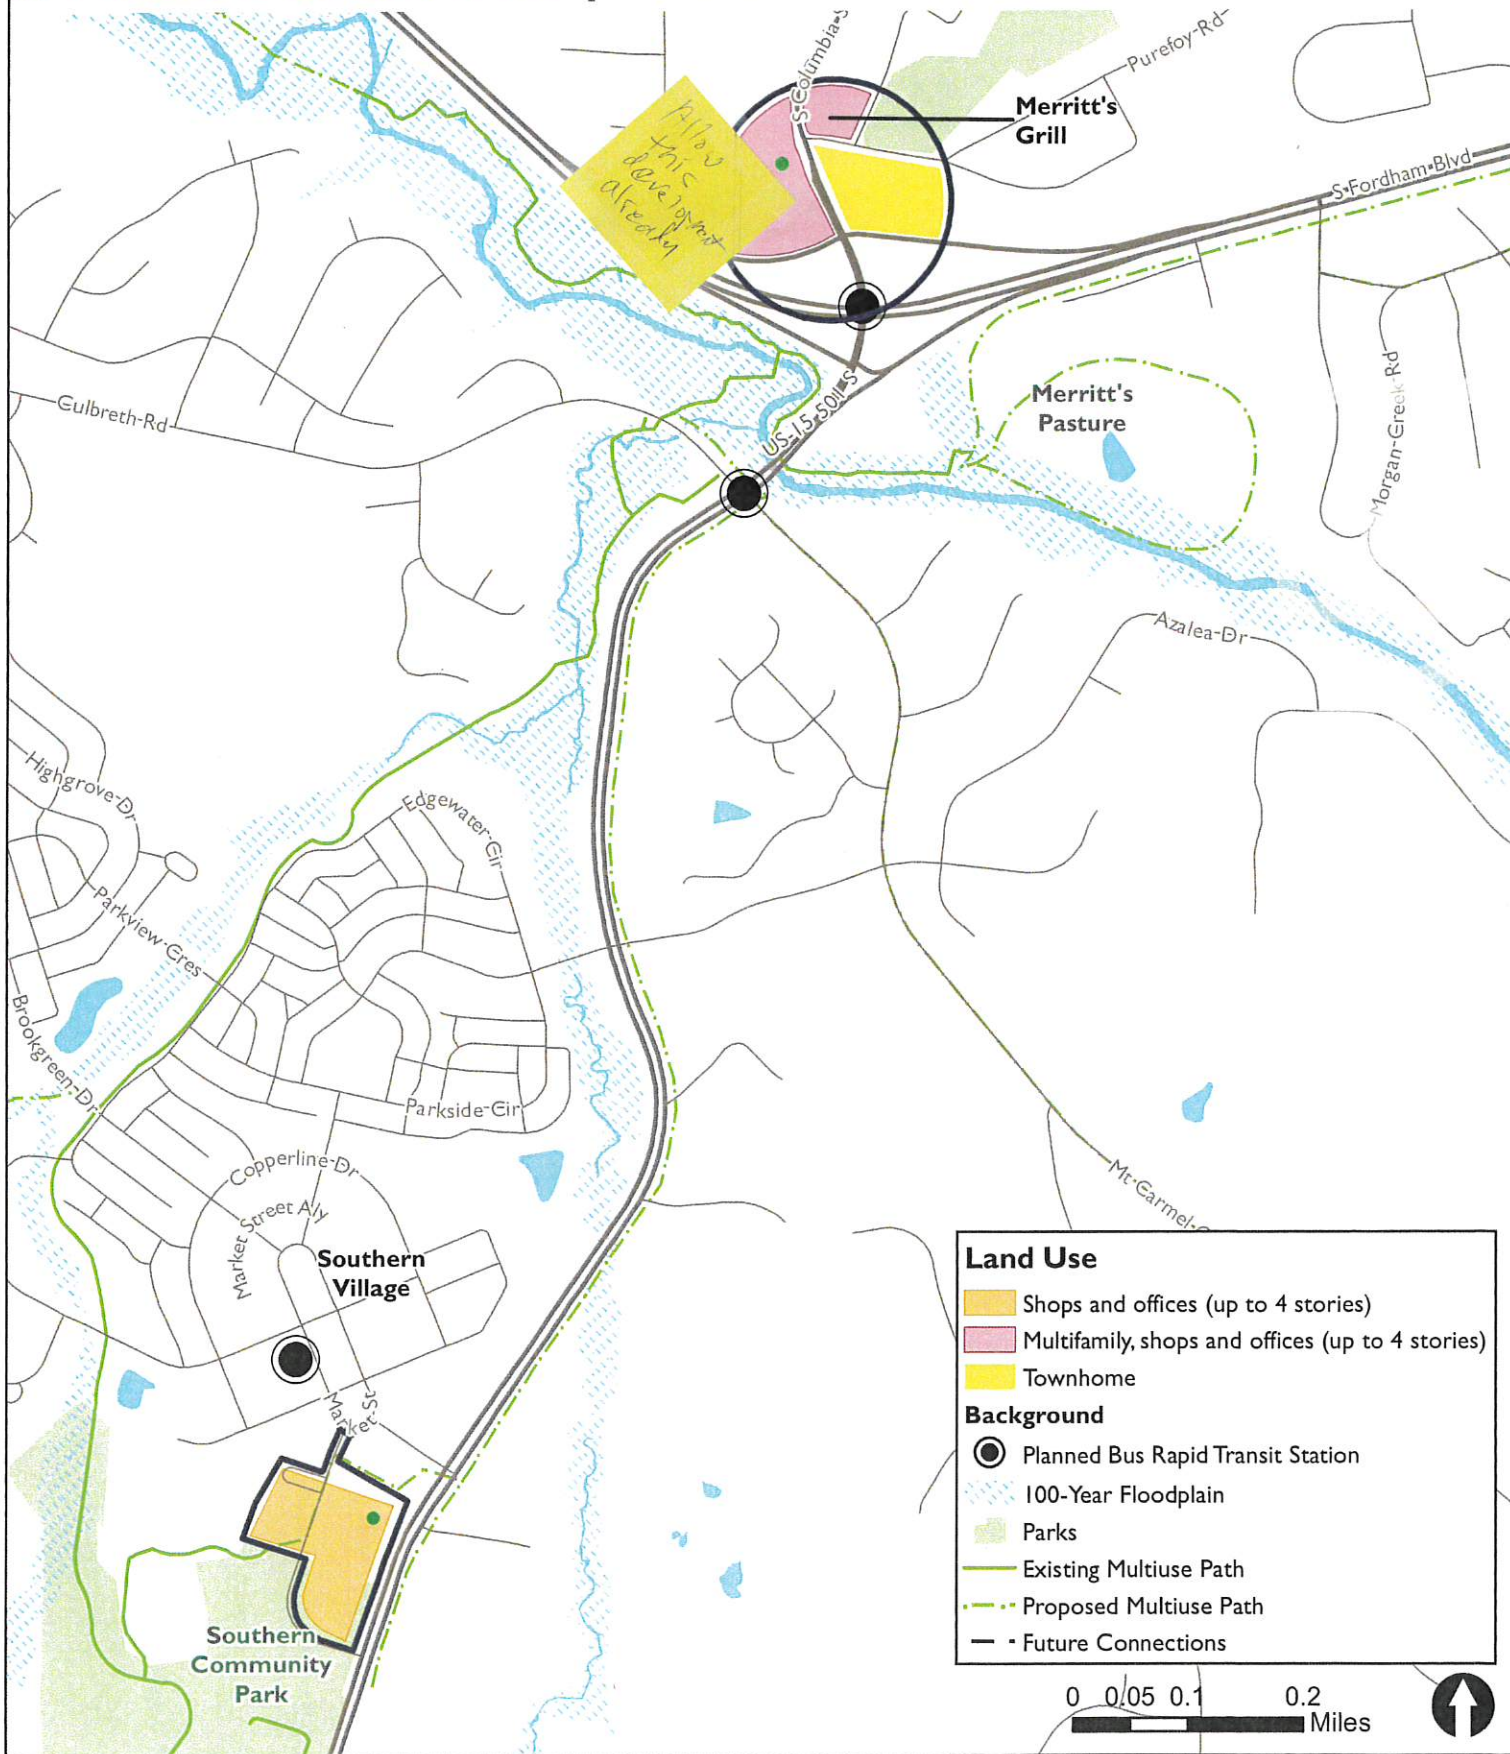 S-Columbia-S
Purefoy-Rd
Merritt's
Grill
Allow
this
development
already
S-Fordham-Blvd
Merritt's
Pasture
Morgan-Creek-Rd
Culbreth-Rd
US-15-501-S
Azalea-Dr
Highgrove-Dr
Edgewater-Cir
Parkview-Cres
Brookgreen-Dr
Parkside-Cir
Copperline-Dr
Market Street Aly
Southern
Village
Mt-Carmel-C
Market-St
Southern
Community
Park
Land Use
Shops and offices (up to 4 stories)
Multifamily, shops and offices (up to 4 stories)
Townhome
Background
Planned Bus Rapid Transit Station
100-Year Floodplain
Parks
Existing Multiuse Path
Proposed Multiuse Path
Future Connections
0 0.05 0.1 0.2
Miles